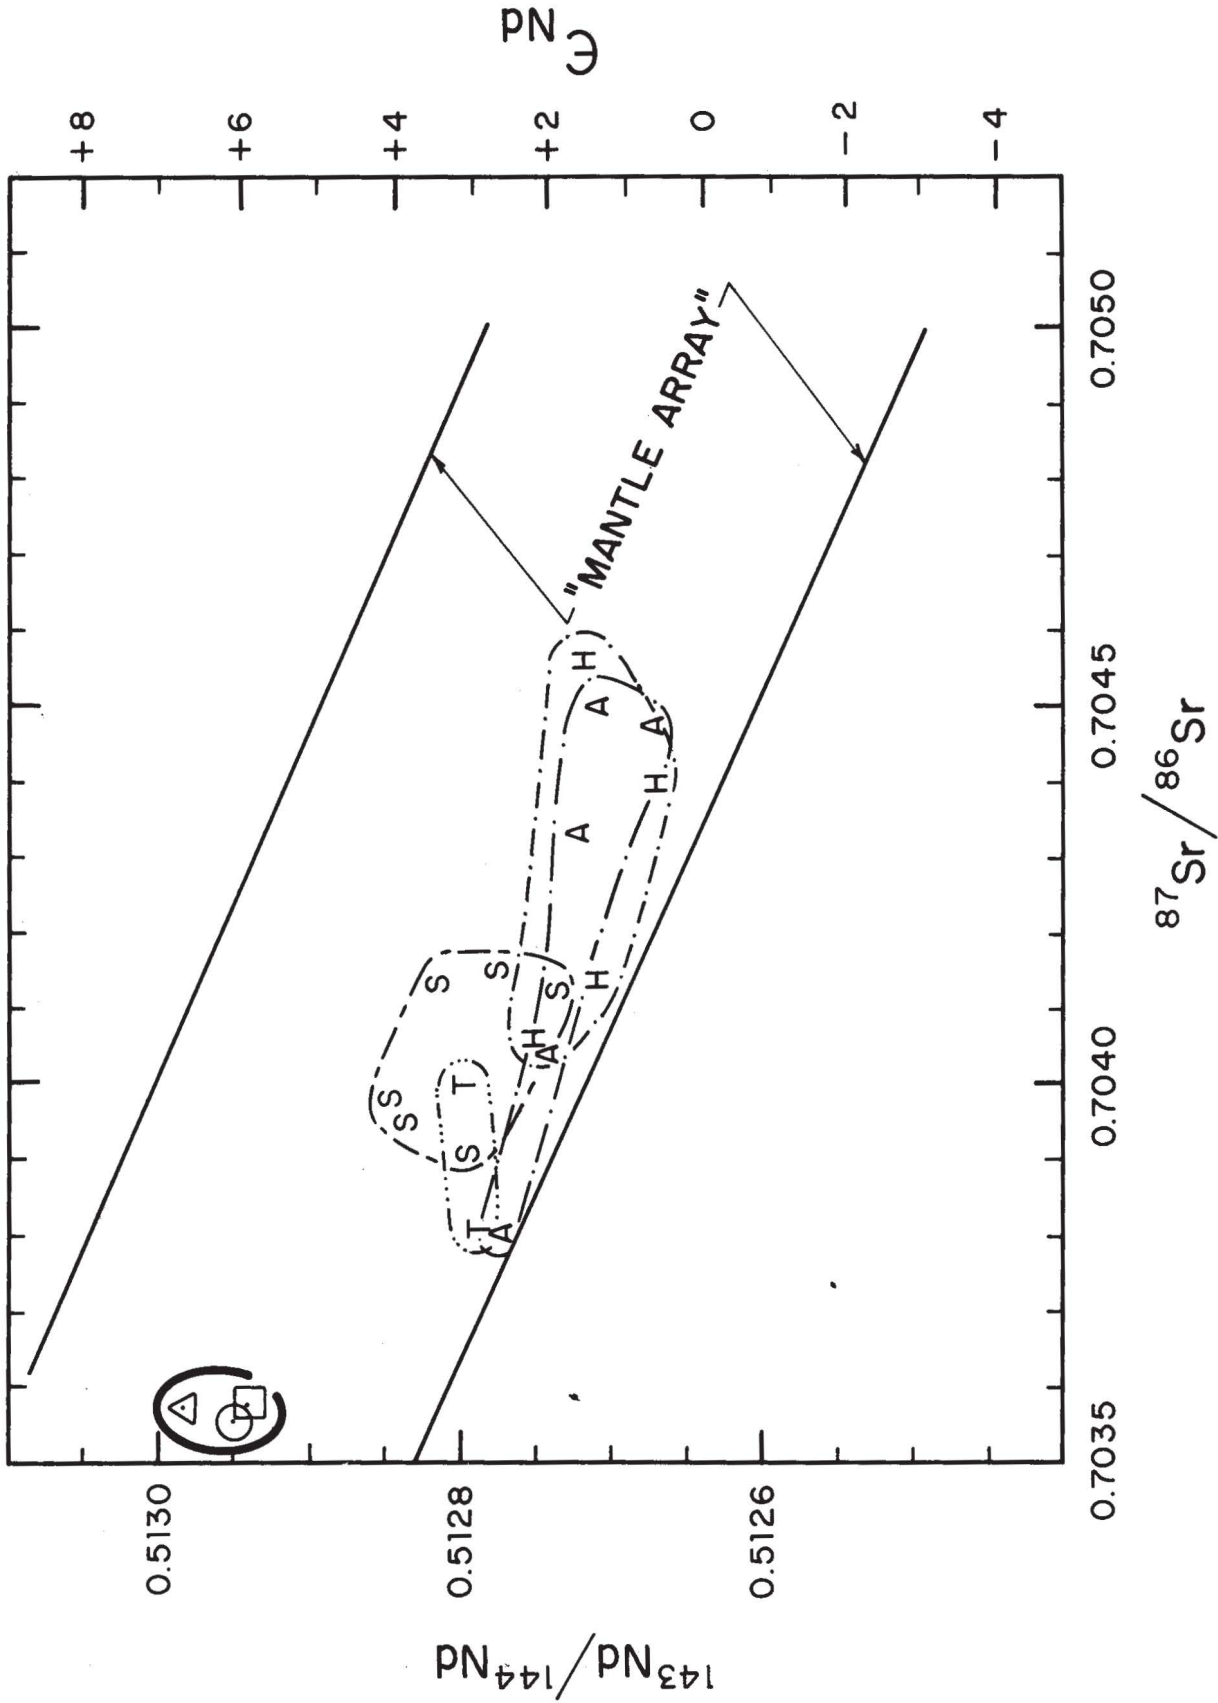 0.5130
0.5128
0.5126
¹⁴³Nd/¹⁴⁴Nd
+8
+6
+4
+2
0
-2
-4
ЄNd
0.7035
0.7040
0.7045
0.7050
⁸⁷Sr/⁸⁶Sr
"MANTLE ARRAY"
S
S
S
S
S
S
T
T
A
A
A
A
A
H
H
H
H